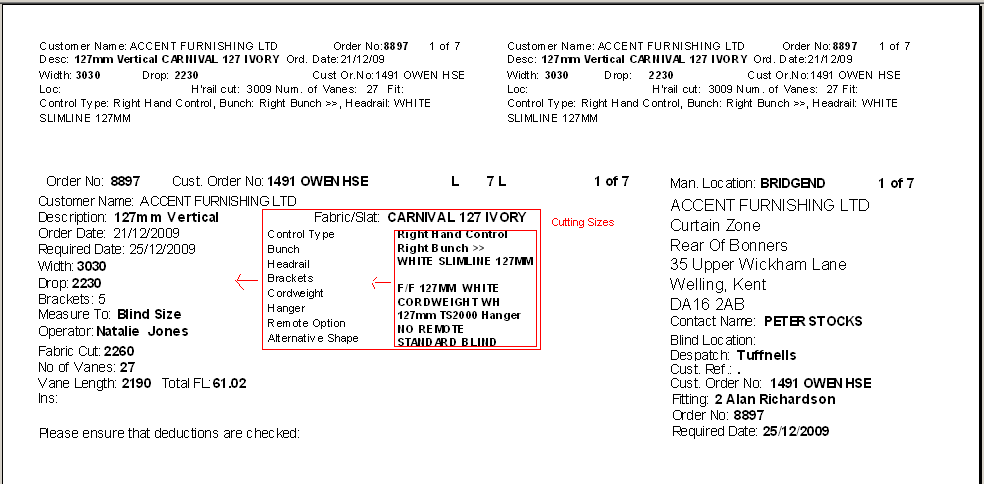 Customer Name: ACCENT FURNISHING LTD Order No:8897 1 of 7
Desc: 127mm Vertical CARNIVAL 127 IVORY Ord. Date:21/12/09
Width: 3030 Drop: 2230 Cust Or.No:1491 OWEN HSE
Loc: H'rail cut: 3009 Num. of Vanes: 27 Fit:
Control Type: Right Hand Control, Bunch: Right Bunch >>, Headrail: WHITE
SLIMLINE 127MM
Customer Name: ACCENT FURNISHING LTD Order No:8897 1 of 7
Desc: 127mm Vertical CARNIVAL 127 IVORY Ord. Date:21/12/09
Width: 3030 Drop: 2230 Cust Or.No:1491 OWEN HSE
Loc: H'rail cut: 3009 Num. of Vanes: 27 Fit:
Control Type: Right Hand Control, Bunch: Right Bunch >>, Headrail: WHITE
SLIMLINE 127MM
Order No: 8897 Cust. Order No: 1491 OWEN HSE L 7 L 1 of 7
Customer Name: ACCENT FURNISHING LTD
Description: 127mm Vertical
Order Date: 21/12/2009
Required Date: 25/12/2009
Width: 3030
Drop: 2230
Brackets: 5
Measure To: Blind Size
Operator: Natalie Jones
Fabric Cut: 2260
No of Vanes: 27
Vane Length: 2190 Total FL: 61.02
Ins:
Please ensure that deductions are checked:
Fabric/Slat: CARNIVAL 127 IVORY
Control Type Right Hand Control
Bunch Right Bunch >>
Headrail WHITE SLIMLINE 127MM
Brackets
Cordweight F/F 127MM WHITE
Hanger CORDWEIGHT WH
127mm TS2000 Hanger
Remote Option NO REMOTE
Alternative Shape STANDARD BLIND
Cutting Sizes
Man. Location: BRIDGEND 1 of 7
ACCENT FURNISHING LTD
Curtain Zone
Rear Of Bonners
35 Upper Wickham Lane
Welling, Kent
DA16 2AB
Contact Name: PETER STOCKS
Blind Location:
Despatch: Tuffnells
Cust. Ref.: .
Cust. Order No: 1491 OWEN HSE
Fitting: 2 Alan Richardson
Order No: 8897
Required Date: 25/12/2009